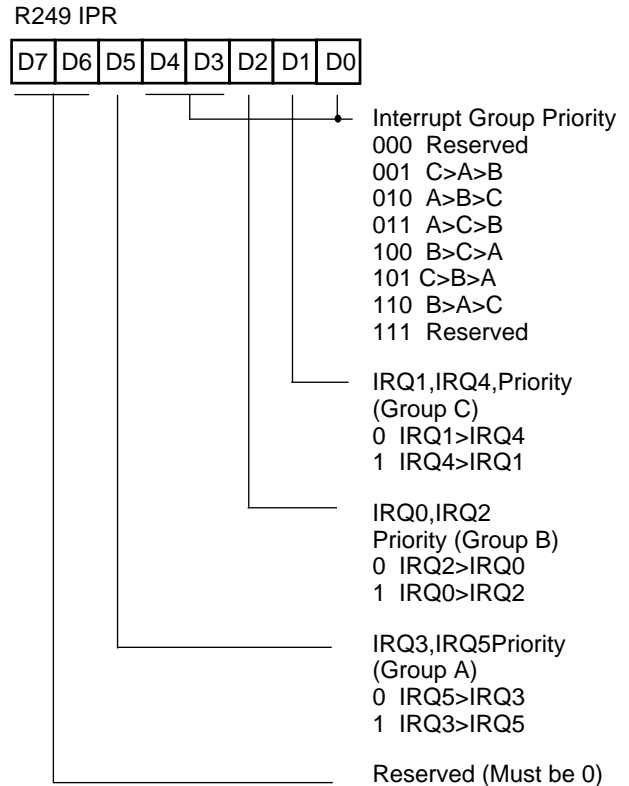 R249 IPR
D7 D6 D5 D4 D3 D2 D1 D0
Interrupt Group Priority
000 Reserved
001 C>A>B
010 A>B>C
011 A>C>B
100 B>C>A
101 C>B>A
110 B>A>C
111 Reserved
IRQ1,IRQ4,Priority
(Group C)
0 IRQ1>IRQ4
1 IRQ4>IRQ1
IRQ0,IRQ2
Priority (Group B)
0 IRQ2>IRQ0
1 IRQ0>IRQ2
IRQ3,IRQ5Priority
(Group A)
0 IRQ5>IRQ3
1 IRQ3>IRQ5
Reserved (Must be 0)